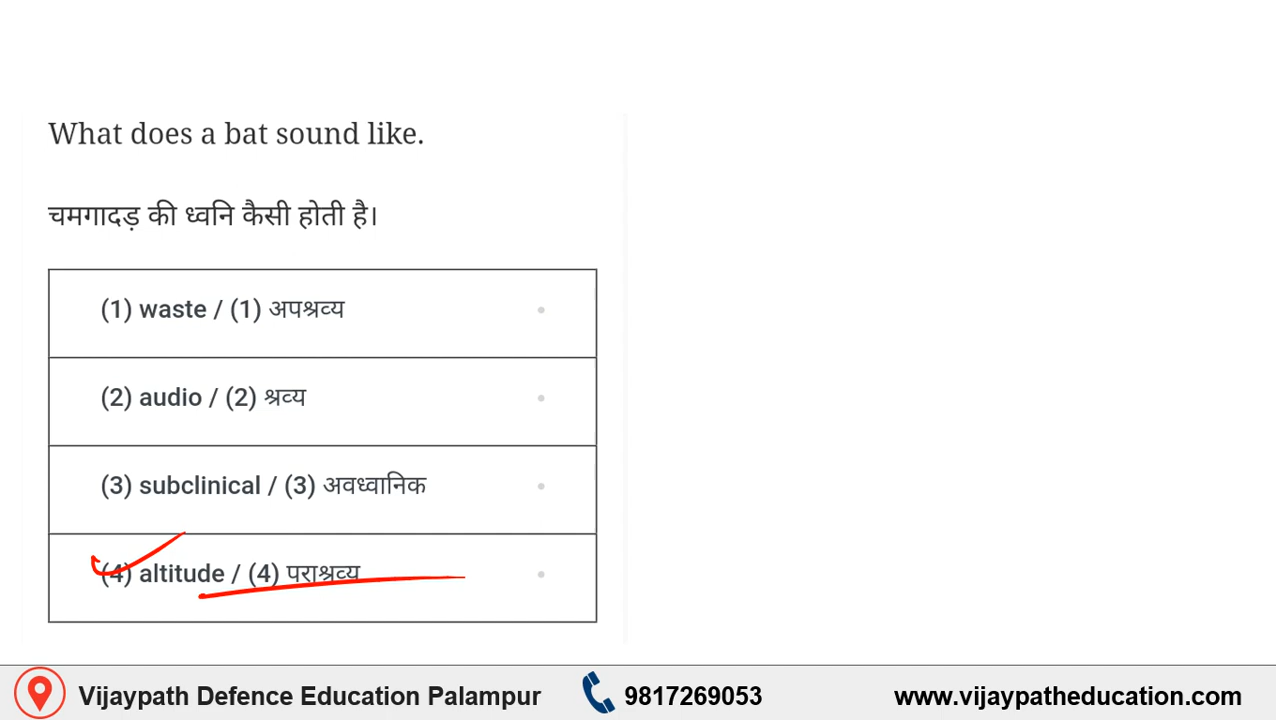 What does a bat sound like.
चमगादड़ की ध्वनि कैसी होती है।
(1) waste / (1) अपश्रव्य
(2) audio / (2) श्रव्य
(3) subclinical / (3) अवध्वानिक
(4) altitude / (4) पराश्रव्य
Vijaypath Defence Education Palampur 9817269053 www.vijaypatheducation.com